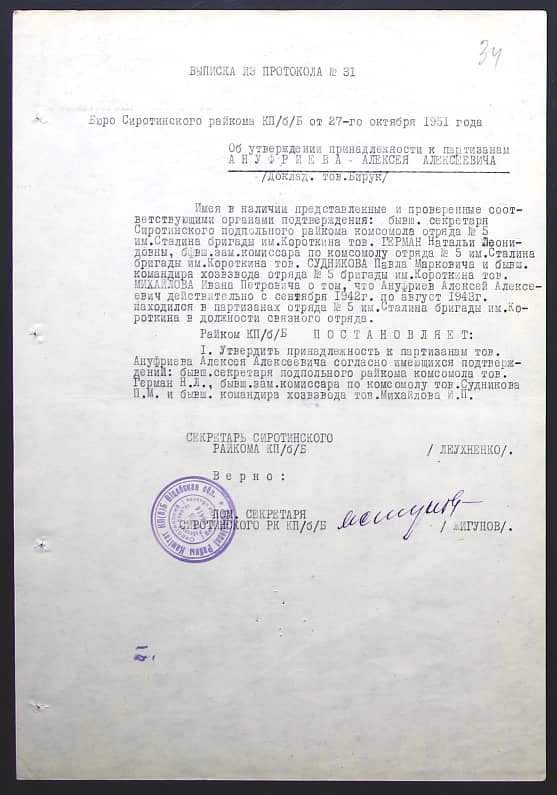 34
ВЫПИСКА ИЗ ПРОТОКОЛА № 31
Бюро Сиротинского райкома КП/б/Б от 27-го октября 1951 года
Об утверждении принадлежности к партизанам
АНУФРИЕВА АЛЕКСЕЯ АЛЕКСЕЕВИЧА
/Доклад. тов.Бирук/
Имея в наличии представленные и проверенные соот-
ветствующими органами подтверждения: бывш. секретаря
Сиротинского подпольного райкома комсомола отряда № 5
им.Сталина бригады им.Короткина тов. ГЕРМАН Натальи Леони-
довны, бывш.зам.комиссара по комсомолу отряда № 5 им.Сталина
бригады им.Короткина тов. СУДНИКОВА Павла Марковича и бывш.
командира хозвзвода отряда № 5 бригады им.Короткина тов.
МИХАЙЛОВА Ивана Петровича о том, что Ануфриев Алексей Алексе-
евич действительно с сентября 1942г. по август 1943г.
находился в партизанах отряда № 5 им.Сталина бригады им.Ко-
роткина в должности связного отряда.
Райком КП/б/Б ПОСТАНОВЛЯЕТ:
I. Утвердить принадлежность к партизанам тов.
Ануфриева Алексея Алексеевича согласно имеющихся подтверж-
дений: бывш.секретаря подпольного райкома комсомола тов.
Герман Н.Л., бывш.зам.комиссара по комсомолу тов.Судникова
П.М. и бывш. командира хозвзвода тов.Михайлова И.П.
СЕКРЕТАРЬ СИРОТИНСКОГО
РАЙКОМА КП/б/Б / ЛЕУХНЕНКО/.
Верно:
ПОМ. СЕКРЕТАРЯ
СИРОТИНСКОГО РК КП/б/Б / ЖИГУНОВ/.